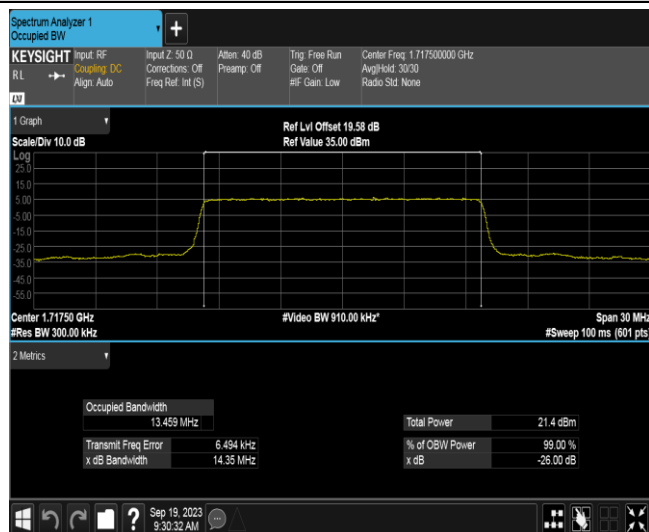 Spectrum Analyzer 1
Occupied BW
+
KEYSIGHT Input: RF Input Z: 50 Ω Atten: 40 dB Trig: Free Run Center Freq: 1.717500000 GHz
RL Coupling: DC Corrections: Off Preamp: Off Gate: Off Avg|Hold: 30/30
Align: Auto Freq Ref: Int (S) #IF Gain: Low Radio Std: None
LXI
1 Graph
Ref Lvl Offset 19.58 dB
Scale/Div 10.0 dB Ref Value 35.00 dBm
Log
25.0
15.0
5.00
-5.00
-15.0
-25.0
-35.0
-45.0
-55.0
Center 1.71750 GHz #Video BW 910.00 kHz* Span 30 MHz
#Res BW 300.00 kHz #Sweep 100 ms (601 pts)
2 Metrics
Occupied Bandwidth
13.459 MHz Total Power 21.4 dBm
Transmit Freq Error 6.494 kHz % of OBW Power 99.00 %
x dB Bandwidth 14.35 MHz x dB -26.00 dB
? Sep 19, 2023
9:30:32 AM